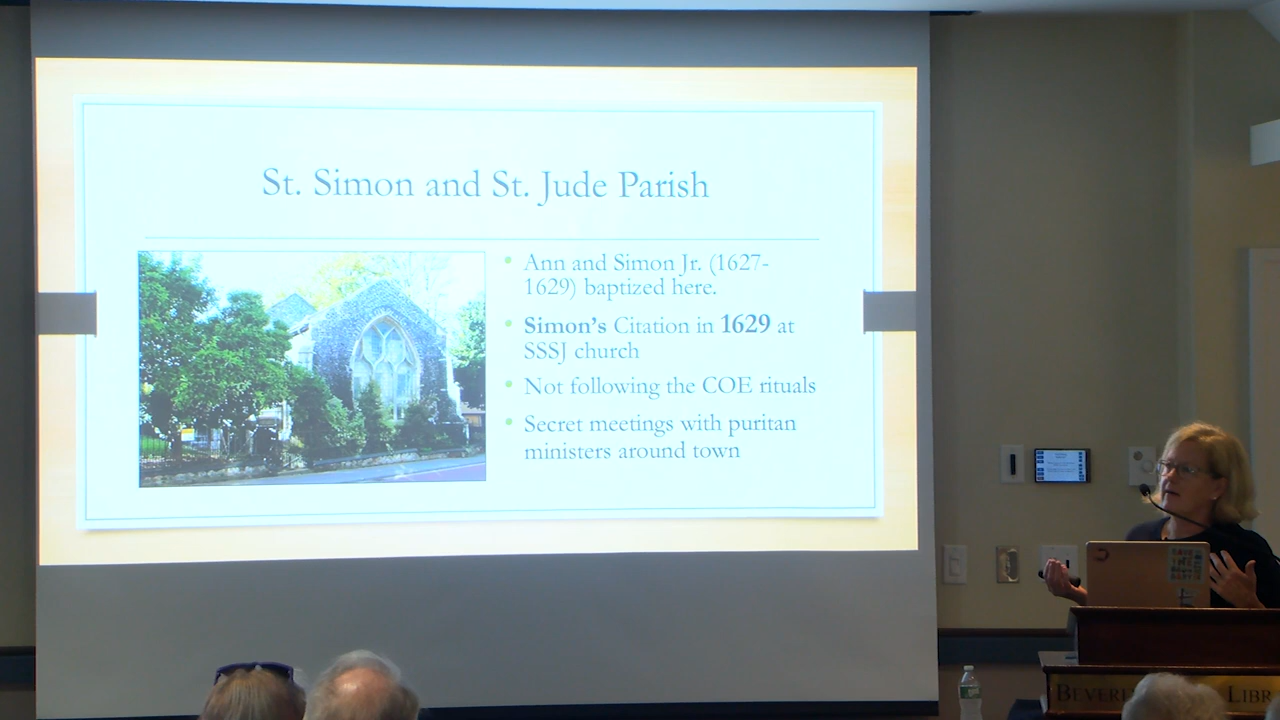 St. Simon and St. Jude Parish
Ann and Simon Jr. (1627-
1629) baptized here.
Simon's Citation in 1629 at
SSSJ church
Not following the COE rituals
Secret meetings with puritan
ministers around town